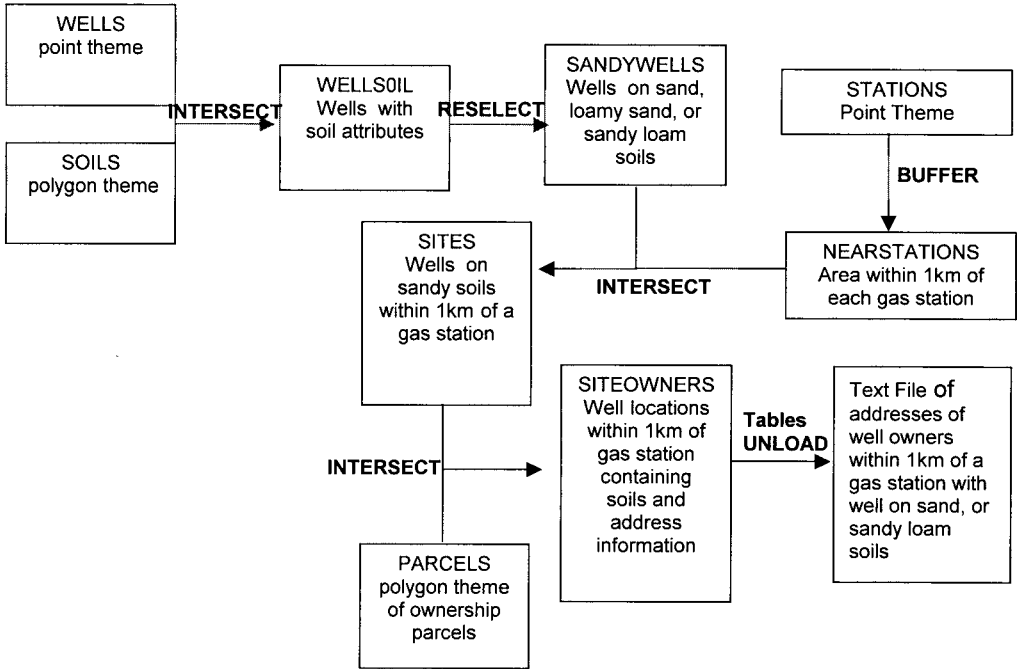 WELLS
point theme
INTERSECT
SOILS
polygon theme
WELLS0IL
Wells with
soil attributes
RESELECT
SANDYWELLS
Wells on sand,
loamy sand, or
sandy loam
soils
STATIONS
Point Theme
BUFFER
NEARSTATIONS
Area within 1km of
each gas station
INTERSECT
SITES
Wells on
sandy soils
within 1km of a
gas station
INTERSECT
PARCELS
polygon theme
of ownership
parcels
SITEOWNERS
Well locations
within 1km of
gas station
containing
soils and
address
information
Tables
UNLOAD
Text File of
addresses of
well owners
within 1km of a
gas station with
well on sand, or
sandy loam
soils